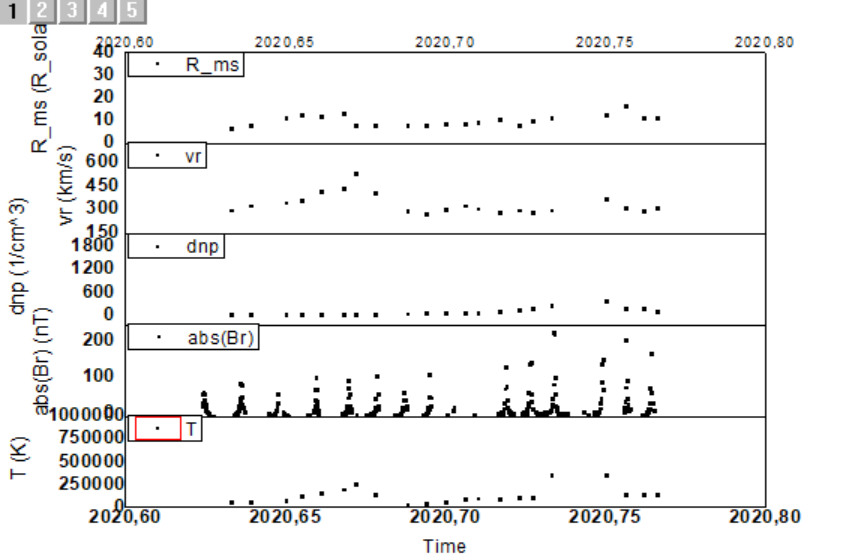 1 2 3 4 5
2020,60 2020,65 2020,70 2020,75 2020,80
R_ms (R_sola
40
30
20
10
0
R_ms
vr (km/s)
600
450
300
150
vr
dnp (1/cm^3)
1800
1200
600
0
dnp
abs(Br) (nT)
200
100
0
abs(Br)
T (K)
1000000
750000
500000
250000
0
T
2020,60 2020,65 2020,70 2020,75 2020,80
Time